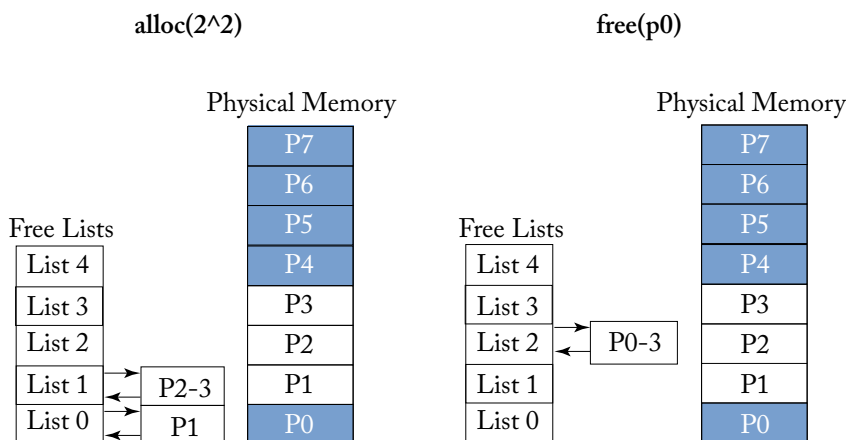 alloc(2^2)
Physical Memory
P7
P6
P5
P4
P3
P2
P1
P0
Free Lists
List 4
List 3
List 2
List 1
List 0
P2-3
P1
free(p0)
Physical Memory
P7
P6
P5
P4
P3
P2
P1
P0
Free Lists
List 4
List 3
List 2
List 1
List 0
P0-3